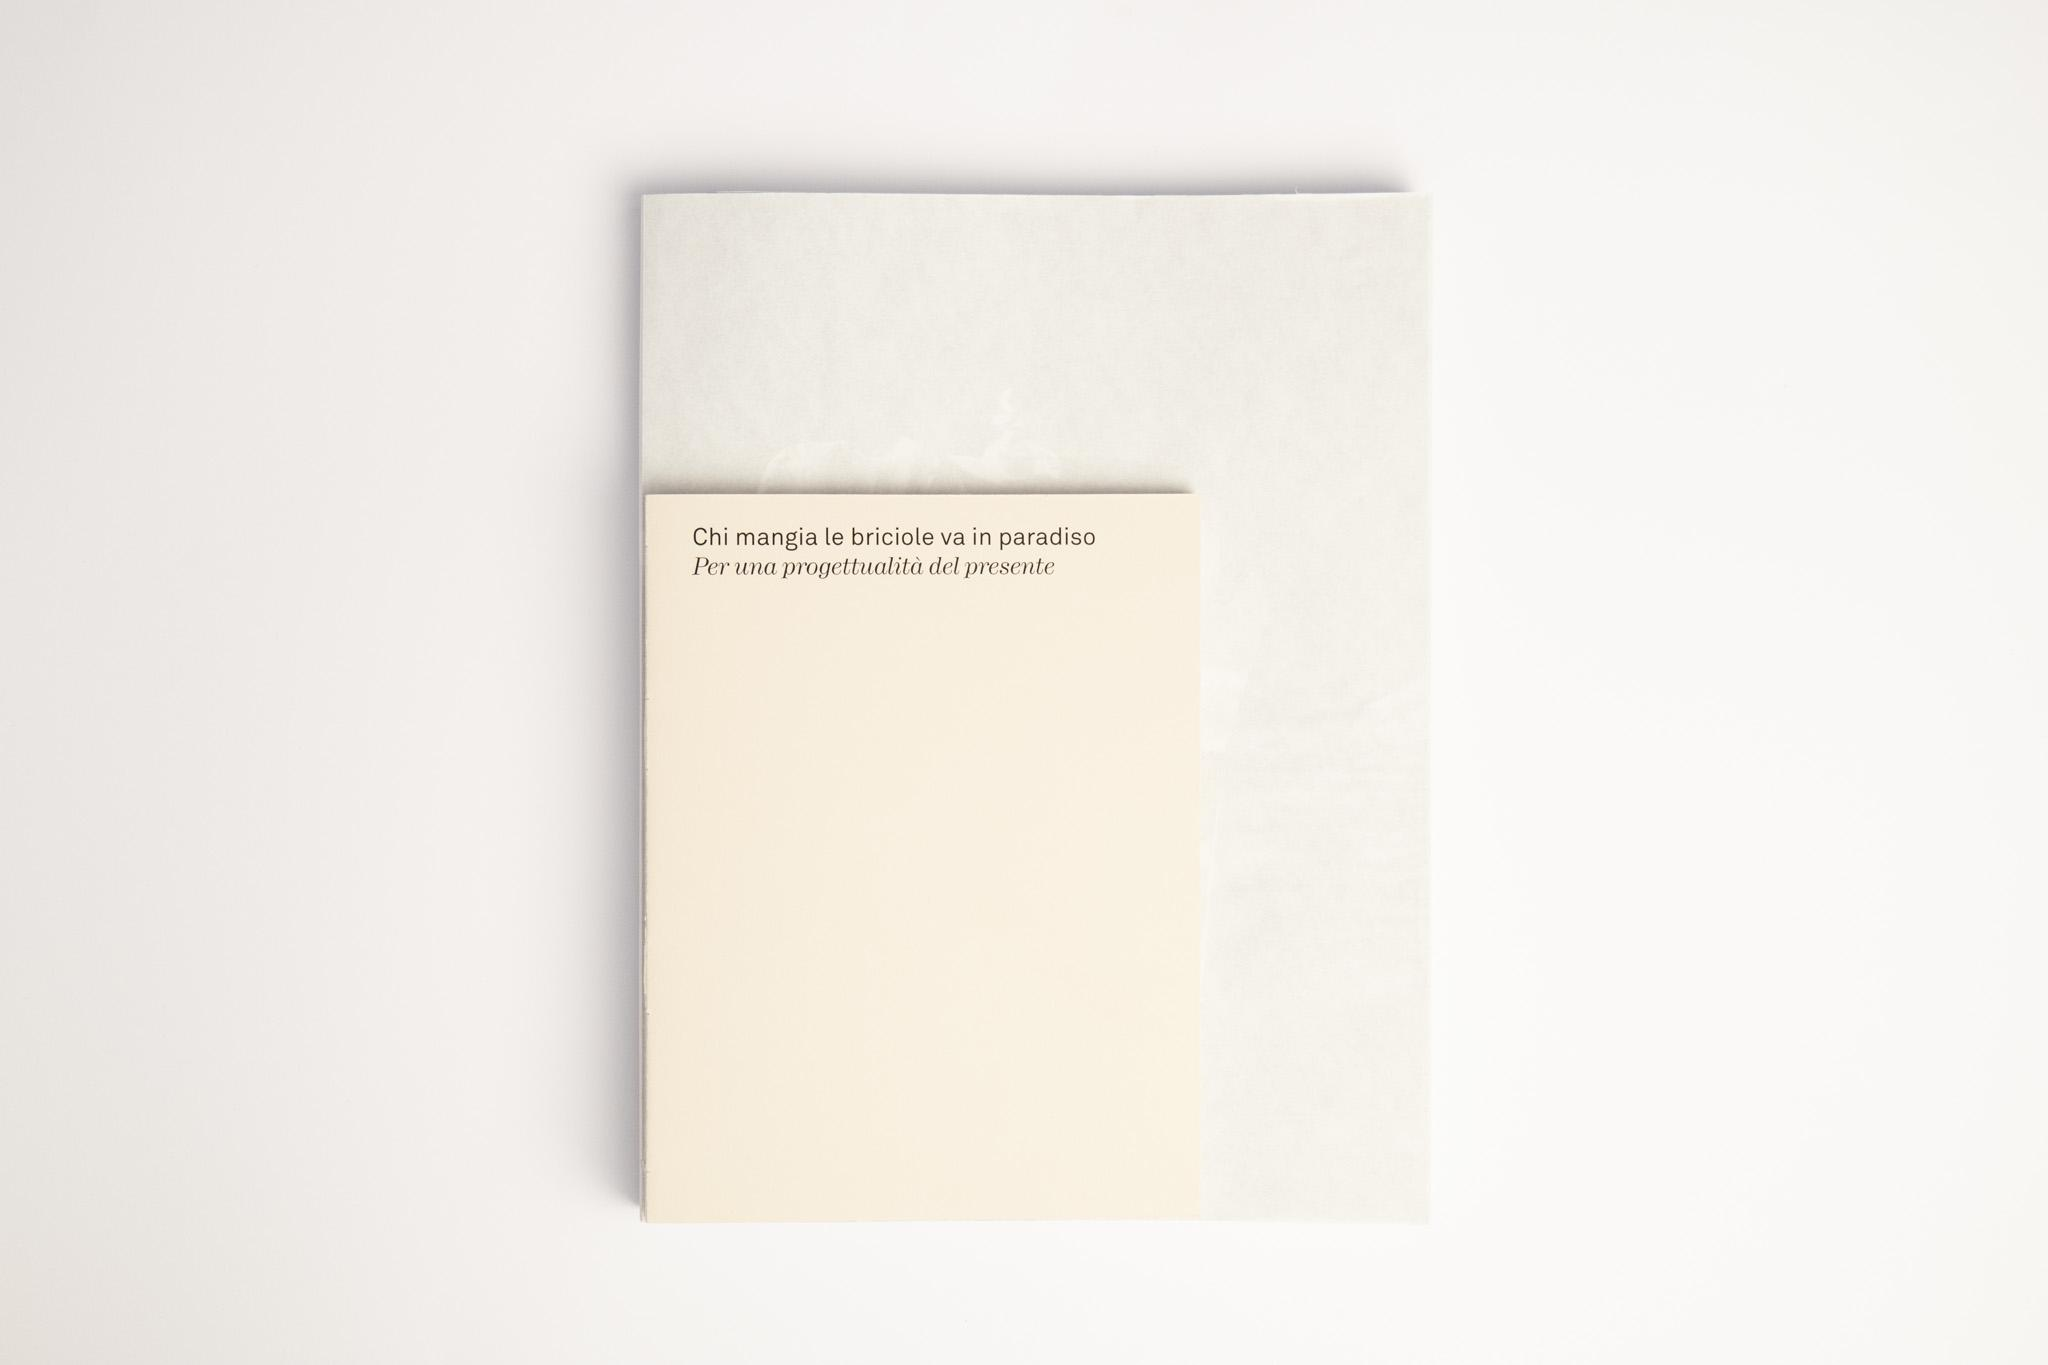 Chi mangia le briciole va in paradiso
Per una progettualità del presente